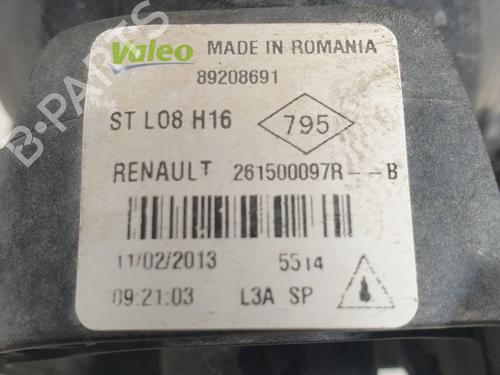 Valeo MADE IN ROMANIA
89208691
ST L08 H16 795
RENAULT 261500097R--B
11/02/2013 5514
09:21:03 L3A SP